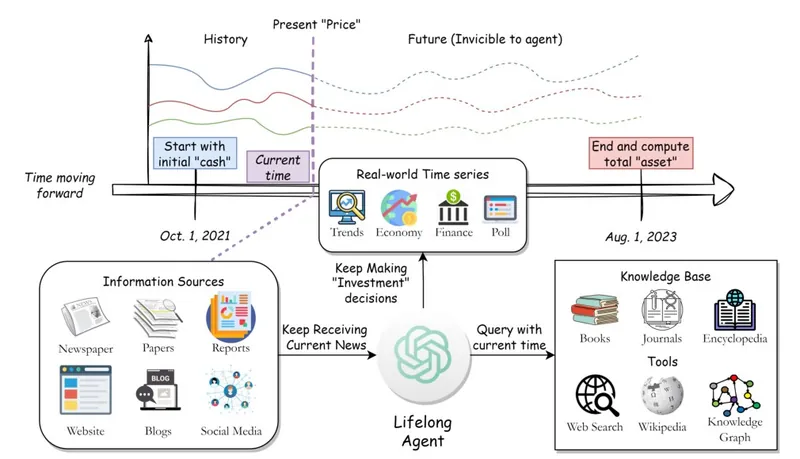 Present "Price"
History
Future (Invicible to agent)
Start with
initial "cash"
Current
time
End and compute
total "asset"
Time moving
forward
Real-world Time series
Trends
Economy
Finance
Poll
Oct. 1, 2021
Aug. 1, 2023
Information Sources
NEWS
Newspaper
Papers
Reports
BLOG
Website
Blogs
Social Media
Keep Receiving
Current News
Keep Making
"Investment"
decisions
Lifelong
Agent
Query with
current time
Knowledge Base
Books
Journals
Encyclopedia
Tools
Web Search
Wikipedia
Knowledge
Graph